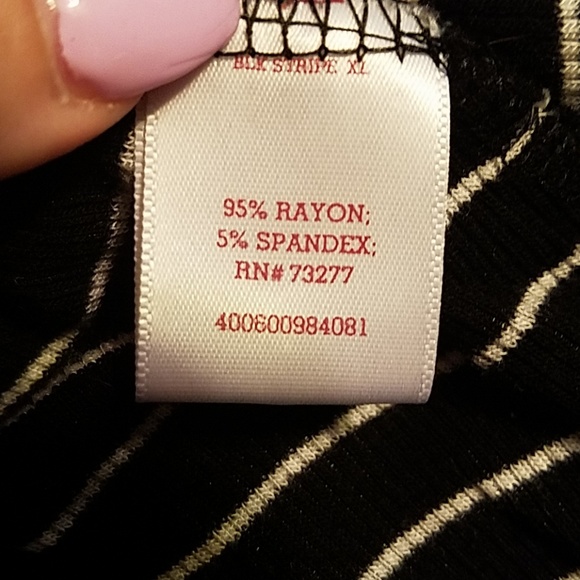 BLK STRIPE XL
95% RAYON;
5% SPANDEX;
RN# 73277
400600984081